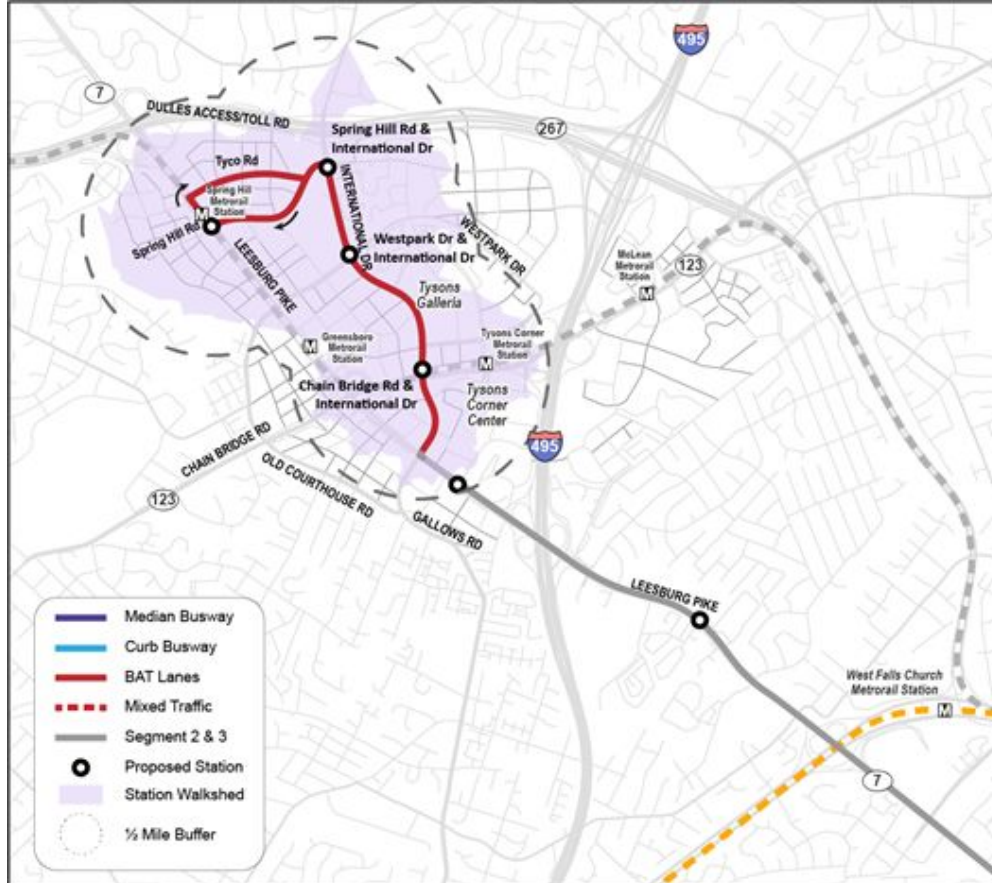 495
7
DULLES ACCESS/TOLL RD
267
Spring Hill Rd &
International Dr
Tyco Rd
INTERNATIONAL DR
Spring Hill
Metrorail
Station
M
Spring Hill Rd
WESTPARK DR
LEESBURG PIKE
Westpark Dr &
International Dr
McLean
Metrorail
Station
123
M
Tysons
Galleria
Greensboro
Metrorail
Station
M
Tysons Corner
Metrorail
Station
M
Chain Bridge Rd &
International Dr
Tysons
Corner
Center
495
CHAIN BRIDGE RD
OLD COURTHOUSE RD
123
GALLOWS RD
LEESBURG PIKE
West Falls Church
Metrorail Station
M
7
Median Busway
Curb Busway
BAT Lanes
Mixed Traffic
Segment 2 & 3
Proposed Station
Station Walkshed
½ Mile Buffer